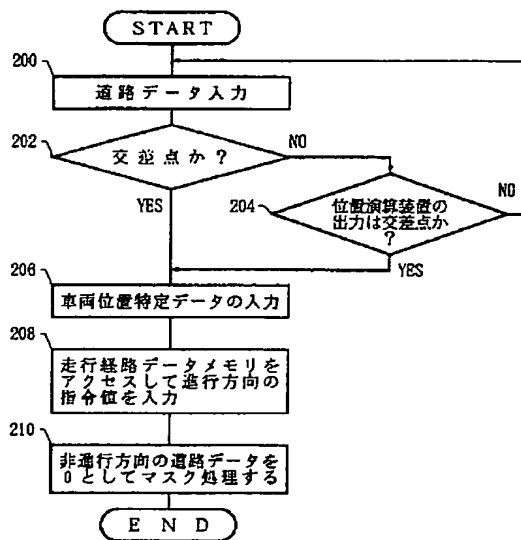 START
200
道路データ入力
202
交差点か？
NO
YES
204
位置演算装置の
出力は交差点か
？
NO
YES
206
車両位置特定データの入力
208
走行経路データメモリを
アクセスして進行方向の
指令値を入力
210
非進行方向の道路データを
0としてマスク処理する
END